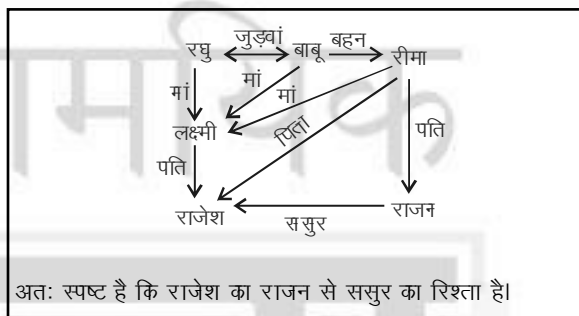 रघु जुड़वां बाबू बहन रीमा
मां मां मां
लक्ष्मी पिता पति
पति
राजेश ससुर राजन
अतः स्पष्ट है कि राजेश का राजन से ससुर का रिश्ता है।